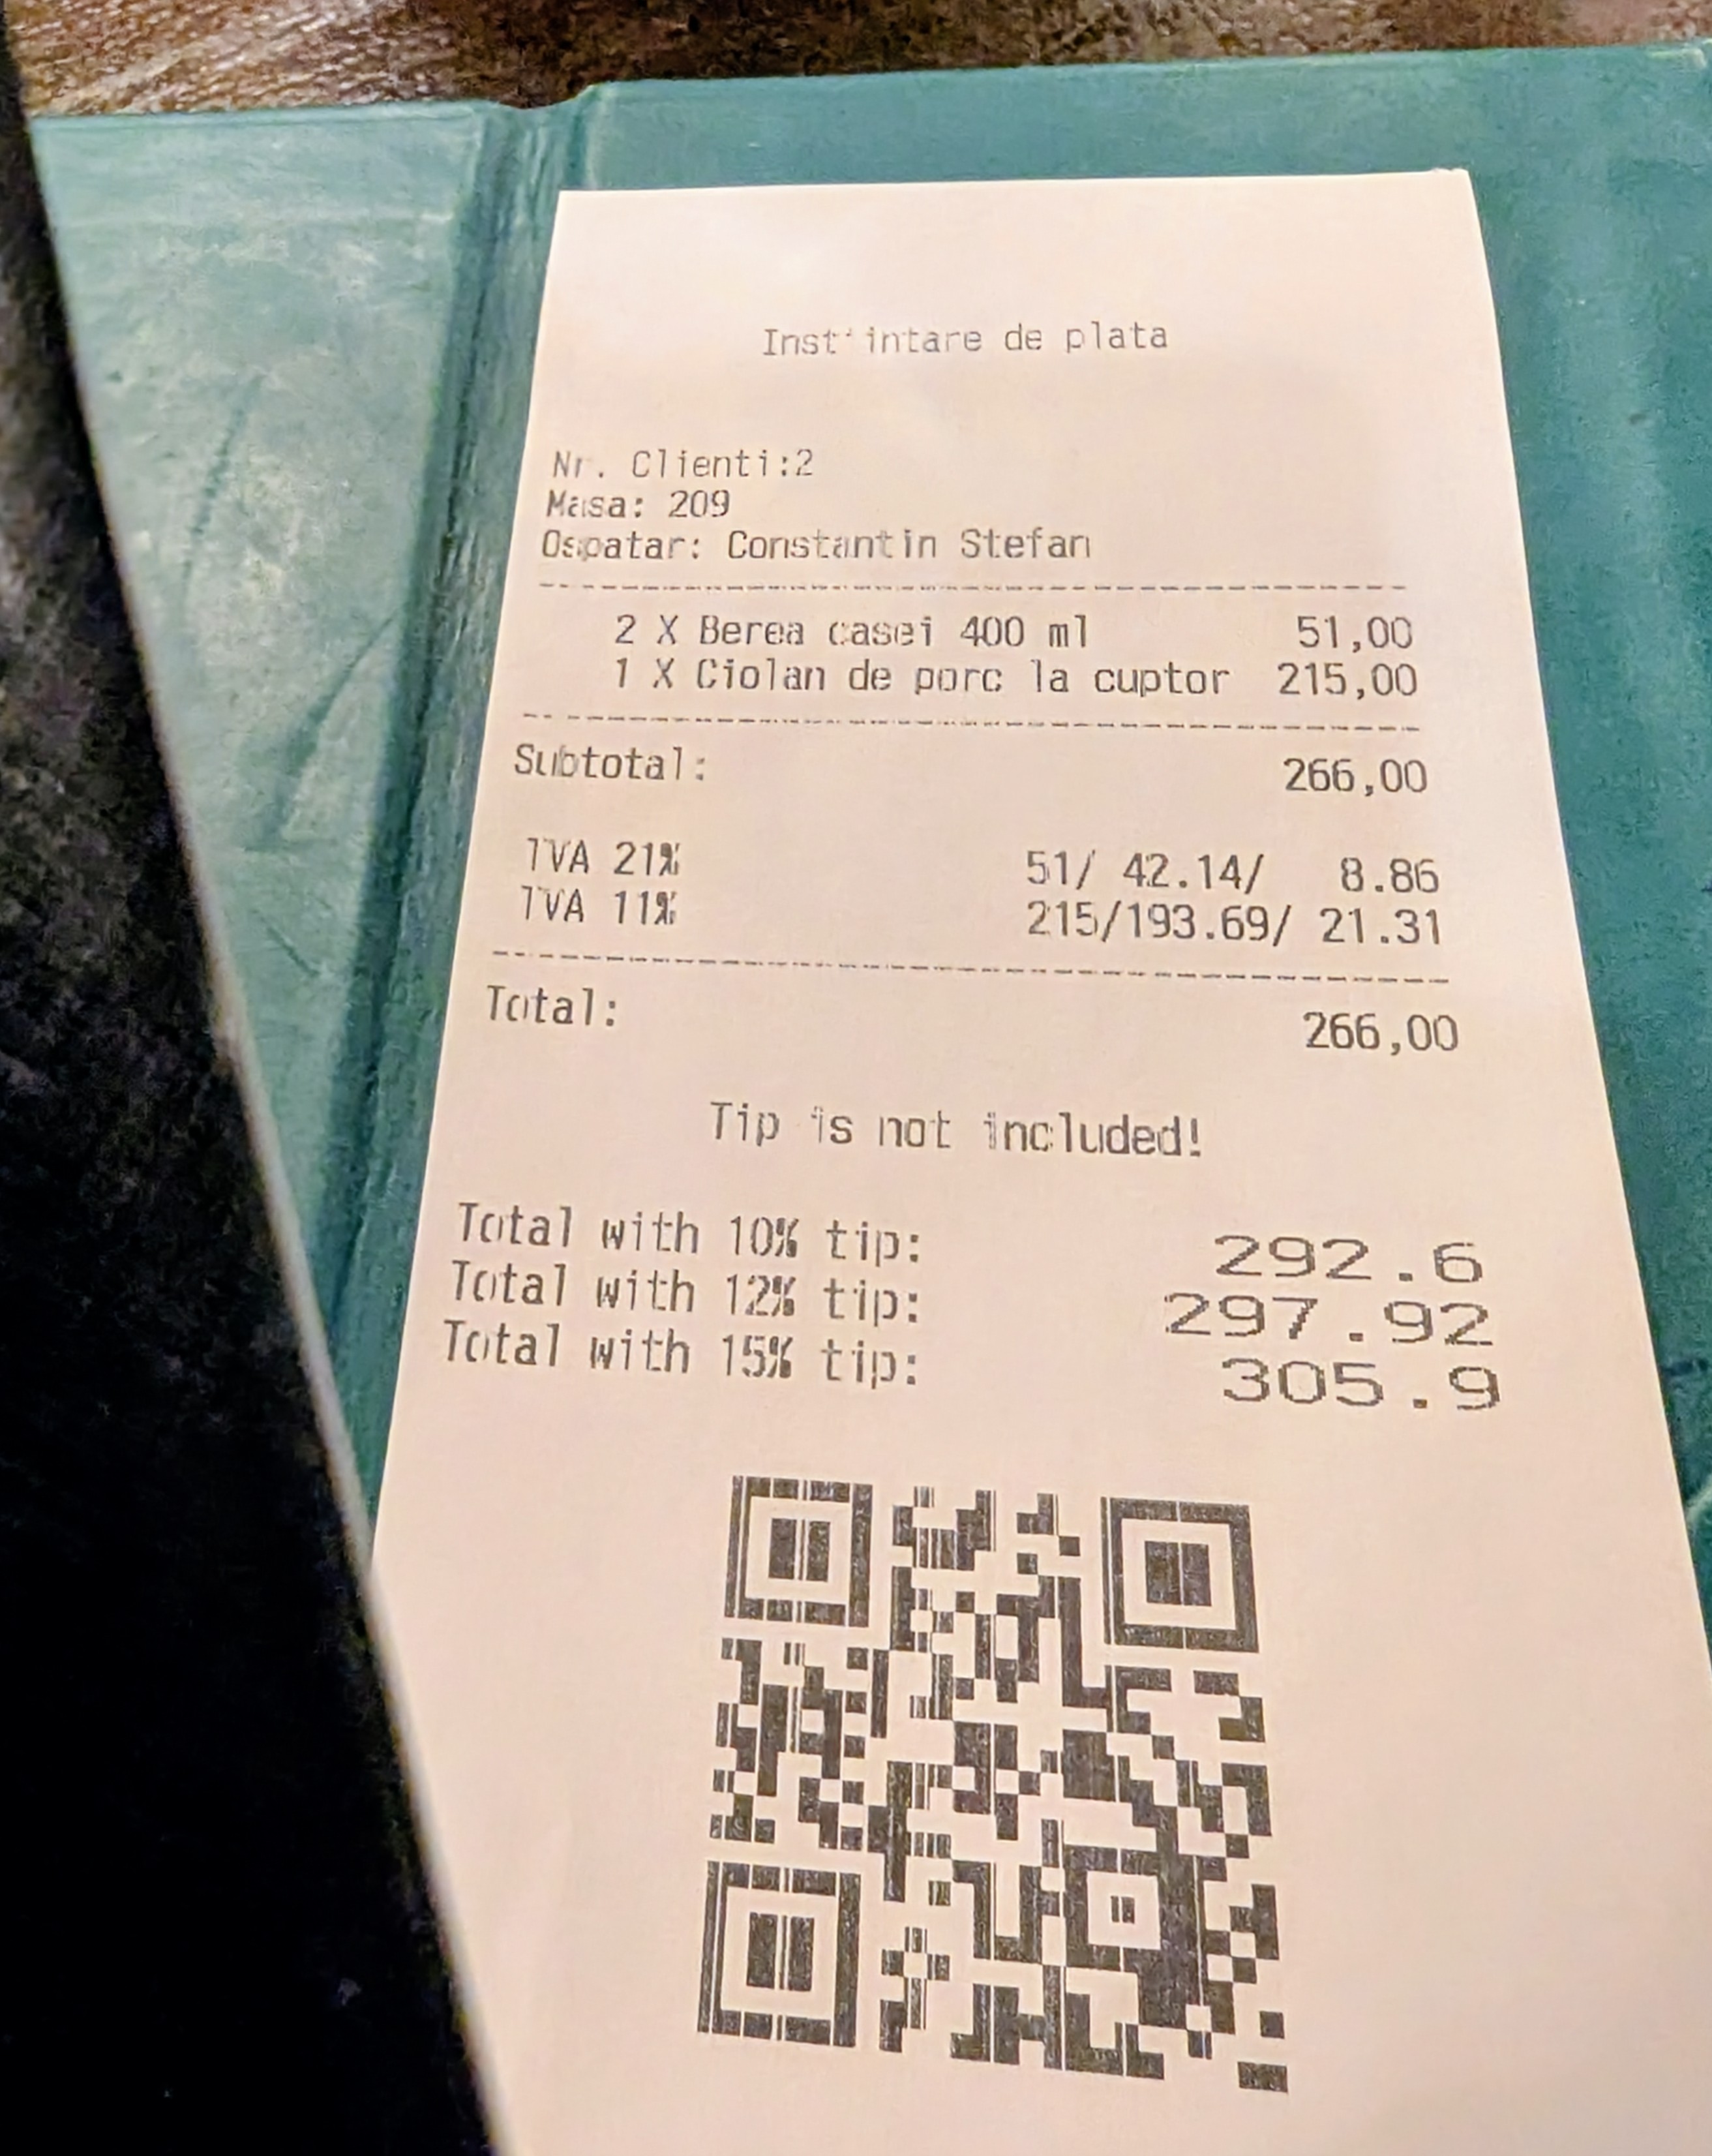 Instiintare de plata
Nr. Clienti:2
Masa: 209
Ospatar: Constantin Stefan
2 X Berea casei 400 ml 51,00
1 X Ciolan de porc la cuptor 215,00
Subtotal: 266,00
TVA 21% 51/ 42.14/ 8.86
TVA 11% 215/193.69/ 21.31
Total: 266,00
Tip is not included!
Total with 10% tip: 292.6
Total with 12% tip: 297.92
Total with 15% tip: 305.9